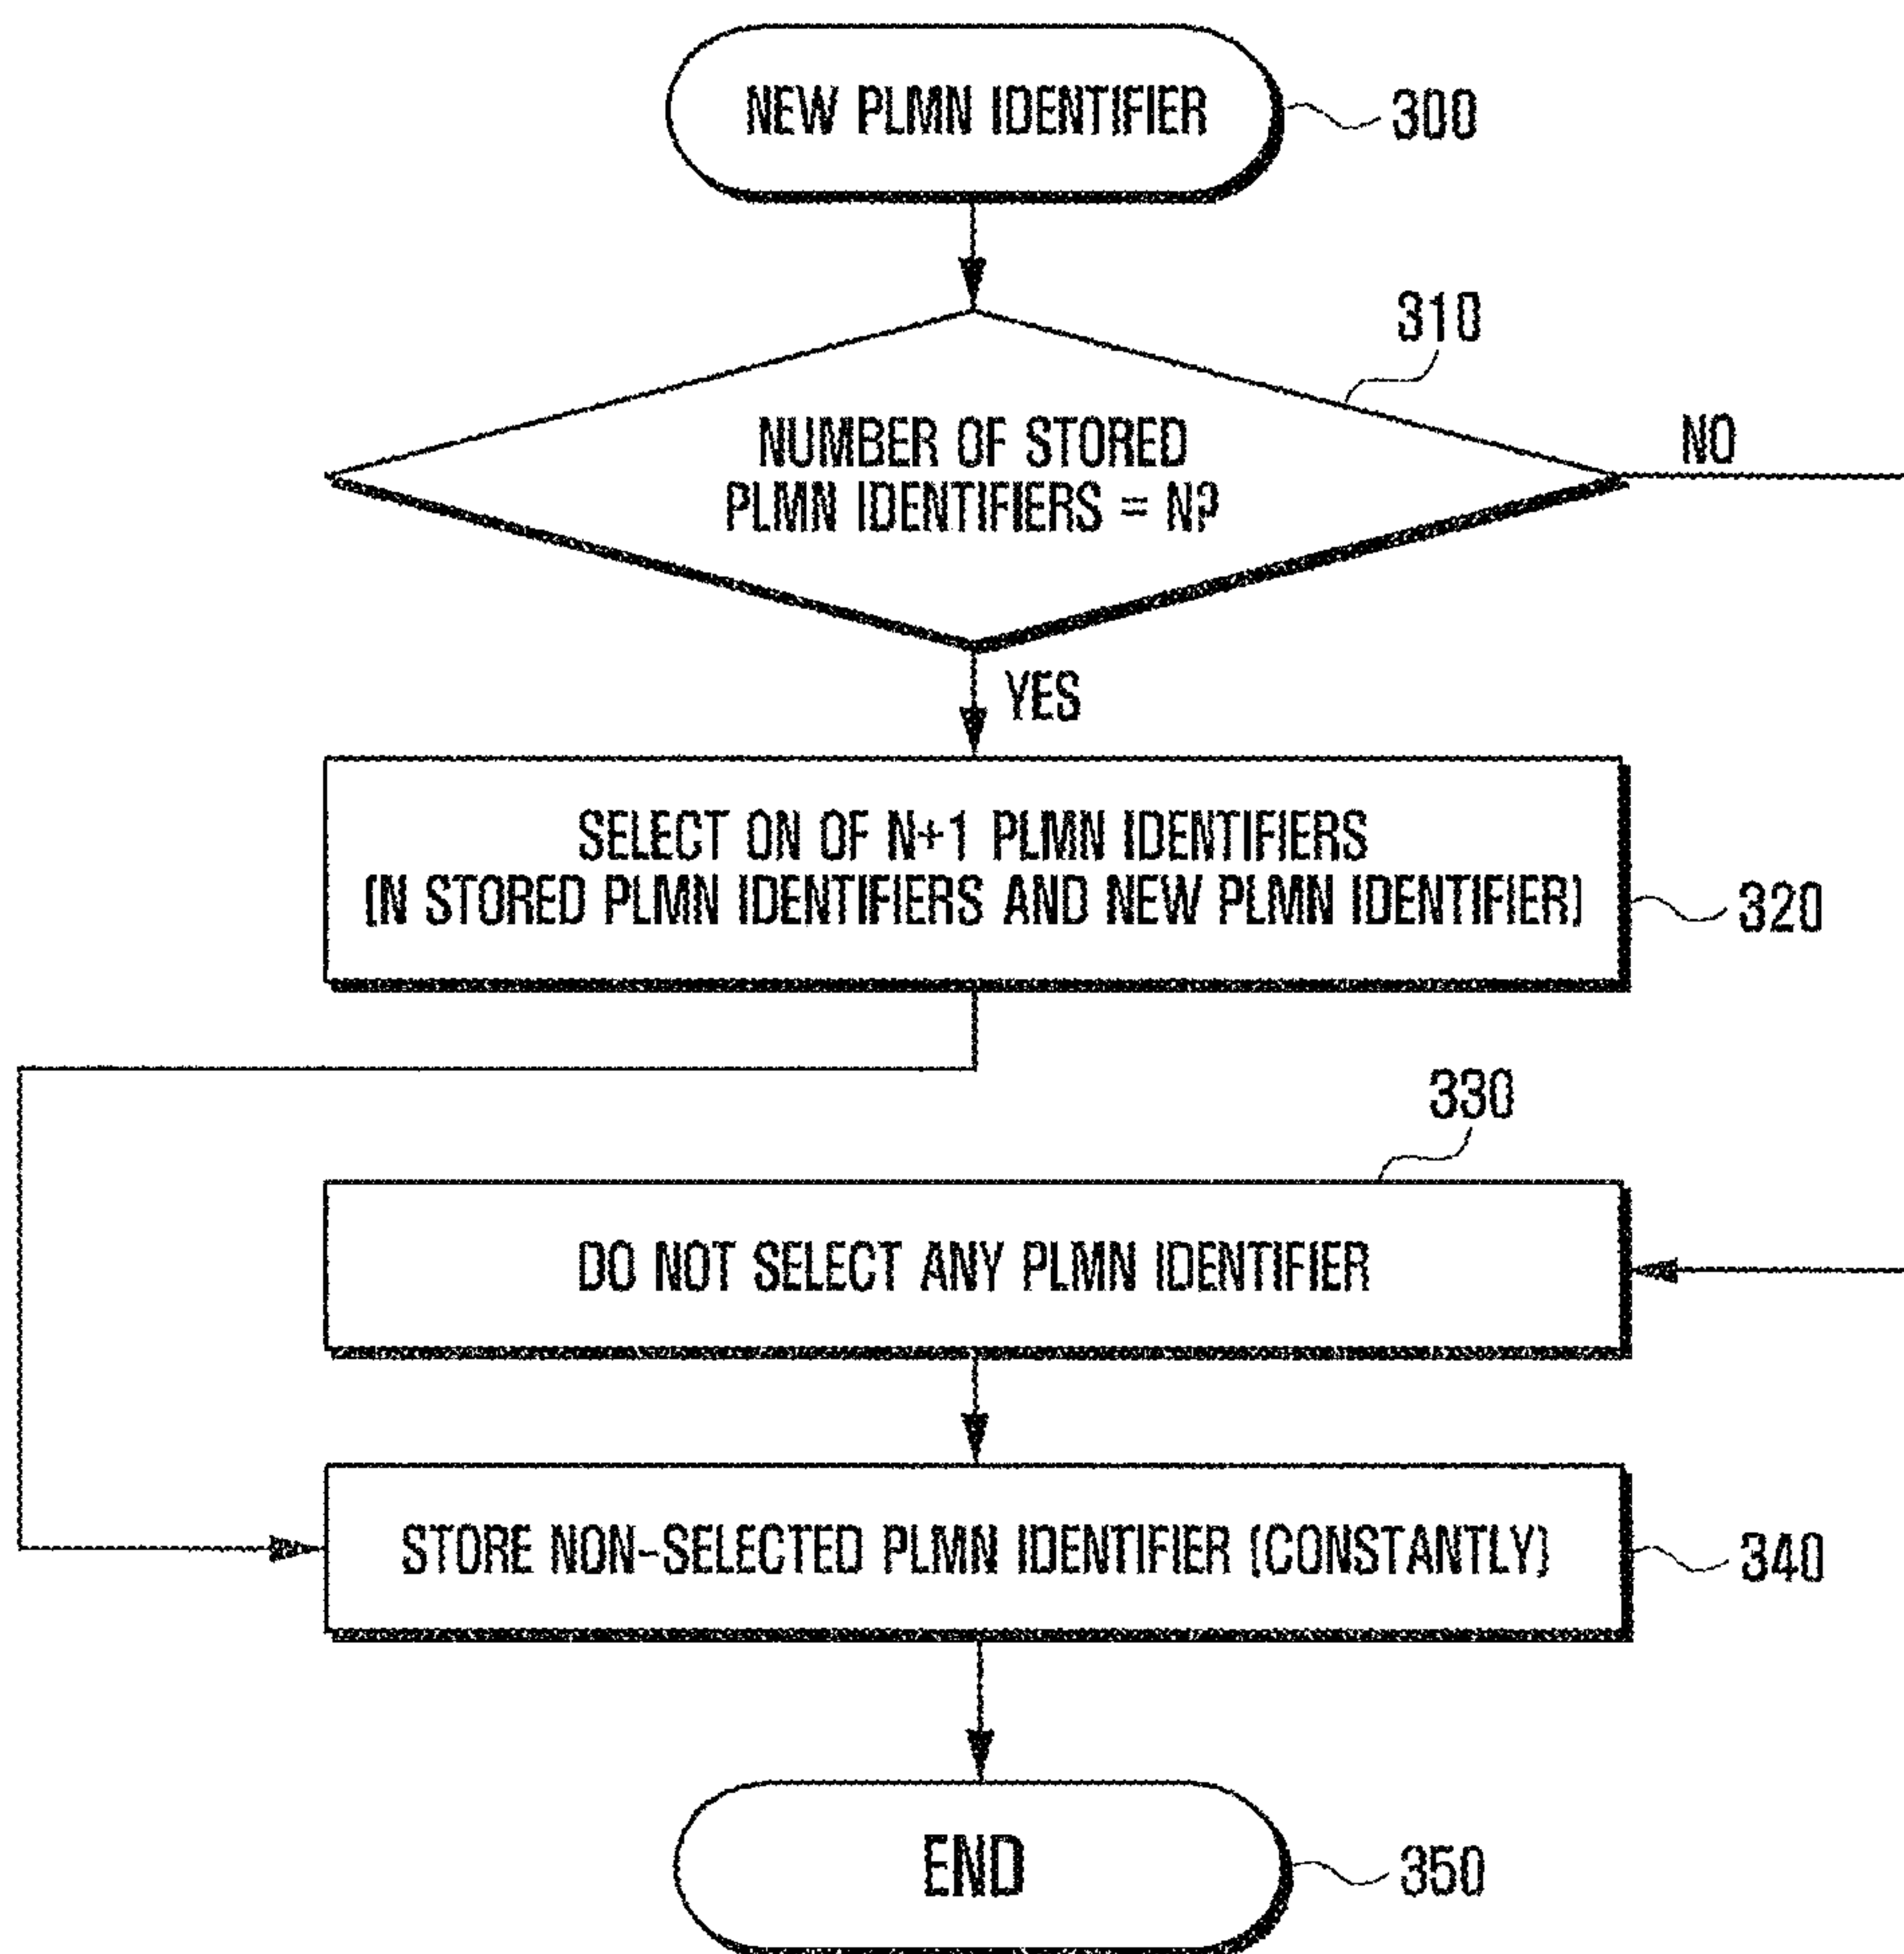 NEW PLMN IDENTIFIER
300
310
NUMBER OF STORED
PLMN IDENTIFIERS = N?
NO
YES
SELECT ON OF N+1 PLMN IDENTIFIERS
(N STORED PLMN IDENTIFIERS AND NEW PLMN IDENTIFIER)
320
330
DO NOT SELECT ANY PLMN IDENTIFIER
STORE NON-SELECTED PLMN IDENTIFIER (CONSTANTLY)
340
END
350